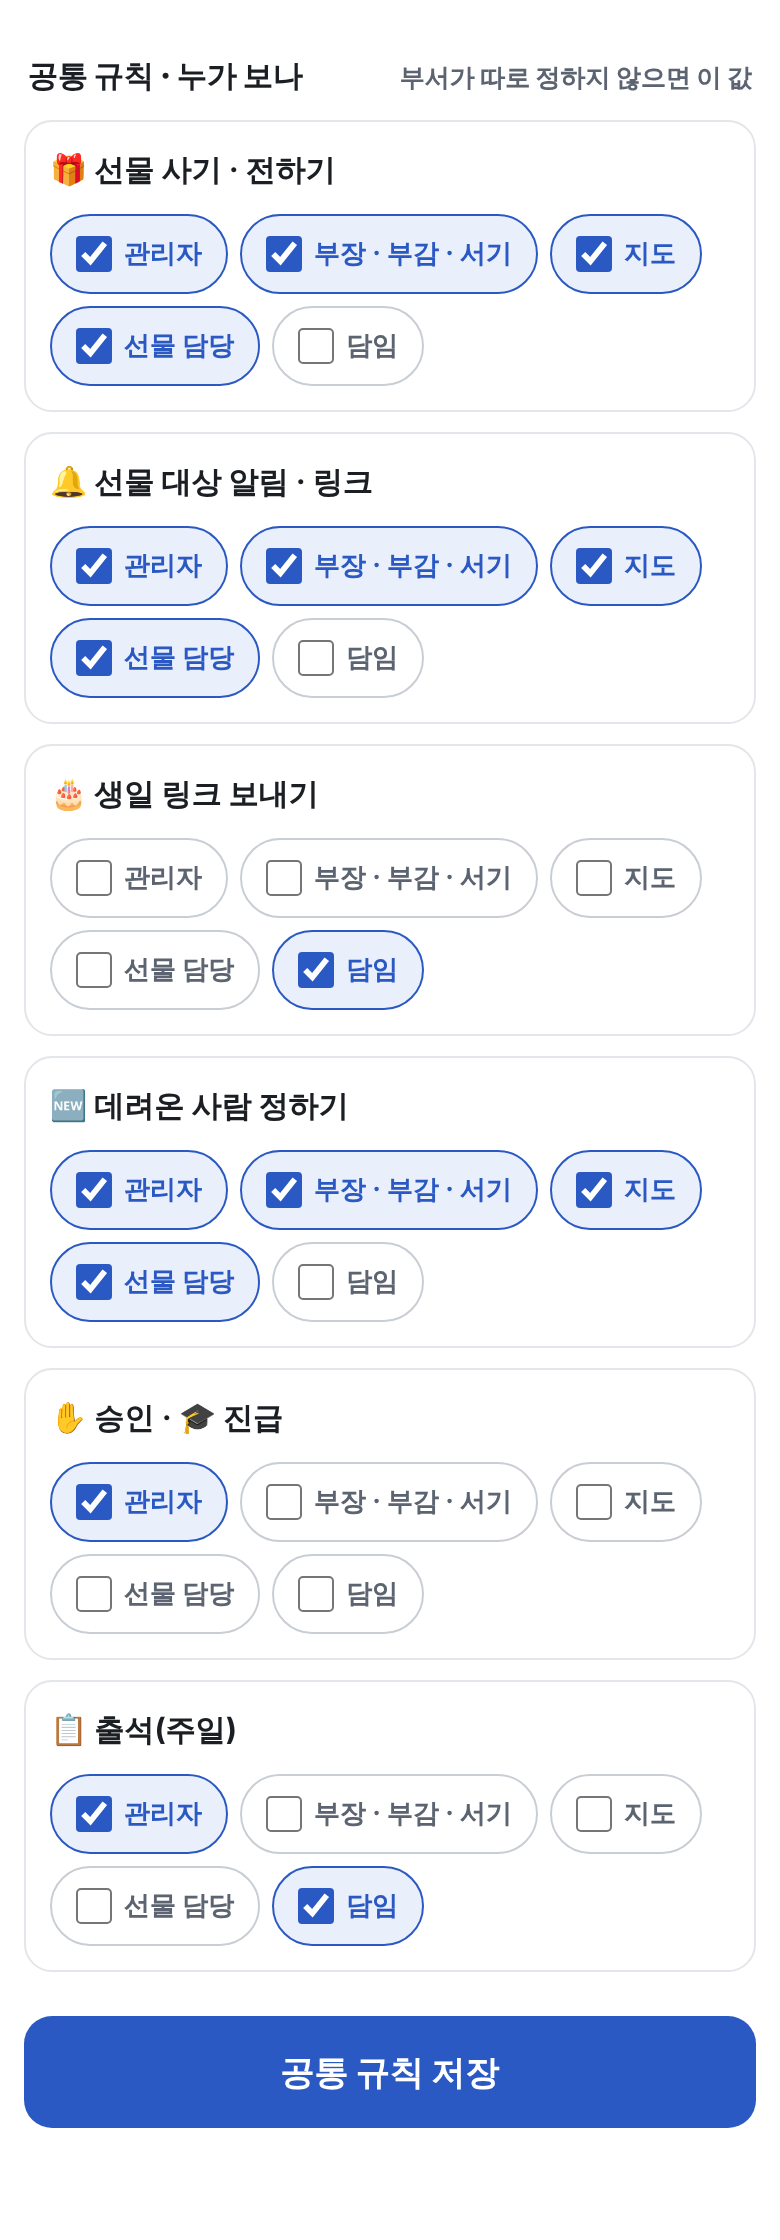 공통 규칙 · 누가 보나 부서가 따로 정하지 않으면 이 값
🎁 선물 사기 · 전하기
관리자 부장 · 부감 · 서기 지도
선물 담당 담임
🔔 선물 대상 알림 · 링크
관리자 부장 · 부감 · 서기 지도
선물 담당 담임
🎂 생일 링크 보내기
관리자 부장 · 부감 · 서기 지도
선물 담당 담임
🆕 데려온 사람 정하기
관리자 부장 · 부감 · 서기 지도
선물 담당 담임
✋ 승인 · 🎓 진급
관리자 부장 · 부감 · 서기 지도
선물 담당 담임
📋 출석(주일)
관리자 부장 · 부감 · 서기 지도
선물 담당 담임
공통 규칙 저장